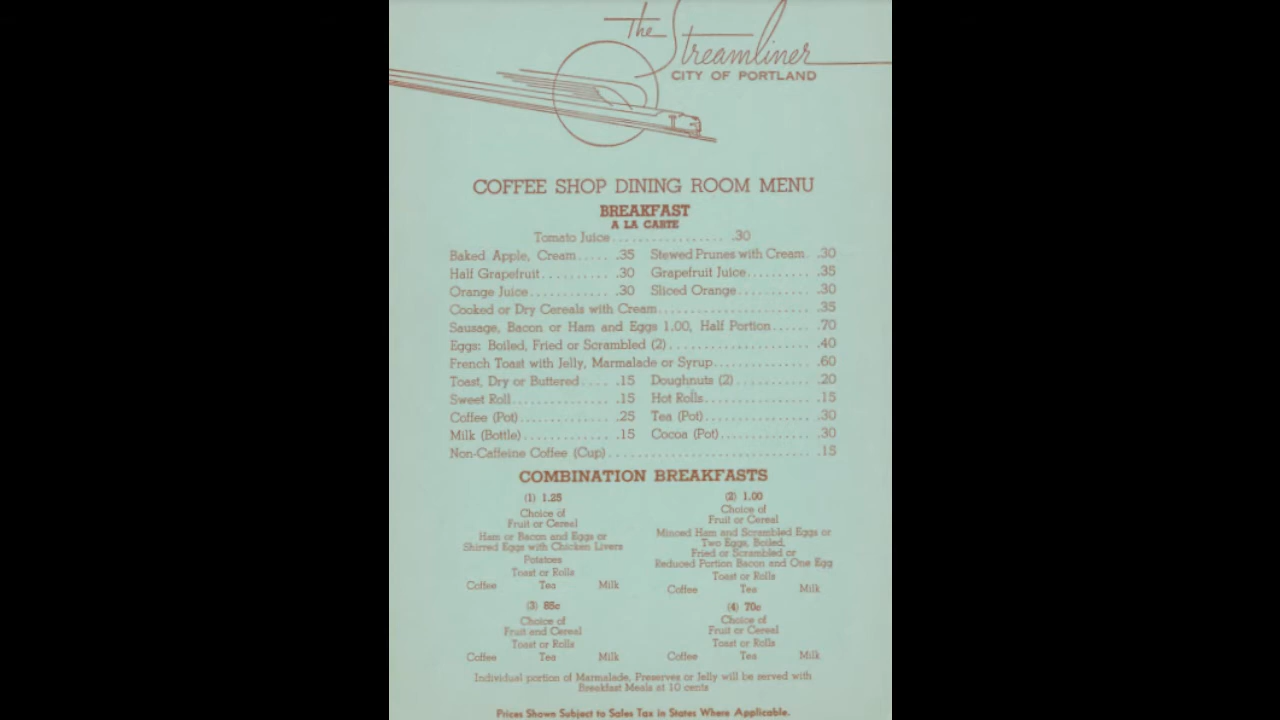 The Streamliner
CITY OF PORTLAND
COFFEE SHOP DINING ROOM MENU
BREAKFAST
A LA CARTE
Tomato Juice . . . . . . . . . . . . . . . . .30
Baked Apple, Cream . . . . . .35 Stewed Prunes with Cream . .30
Half Grapefruit . . . . . . . . . . .30 Grapefruit Juice . . . . . . . . . . .35
Orange Juice . . . . . . . . . . . . .30 Sliced Orange . . . . . . . . . . . .30
Cooked or Dry Cereals with Cream . . . . . . . . . . . . . . . . . . . . . . . .35
Sausage, Bacon or Ham and Eggs 1.00, Half Portion . . . . . . .70
Eggs: Boiled, Fried or Scrambled (2) . . . . . . . . . . . . . . . . . . . . . . .40
French Toast with Jelly, Marmalade or Syrup . . . . . . . . . . . . . . .60
Toast, Dry or Buttered . . . . .15 Doughnuts (2) . . . . . . . . . . . .20
Sweet Roll . . . . . . . . . . . . . . .15 Hot Rolls . . . . . . . . . . . . . . . .15
Coffee (Pot) . . . . . . . . . . . . . .25 Tea (Pot) . . . . . . . . . . . . . . . .30
Milk (Bottle) . . . . . . . . . . . . . .15 Cocoa (Pot) . . . . . . . . . . . . . .30
Non-Caffeine Coffee (Cup) . . . . . . . . . . . . . . . . . . . . . . . . . . . . . .15
COMBINATION BREAKFASTS
(1) 1.25
Choice of
Fruit or Cereal
Ham or Bacon and Eggs or
Shirred Eggs with Chicken Livers
Potatoes
Toast or Rolls
Coffee Tea Milk
(2) 1.00
Choice of
Fruit or Cereal
Minced Ham and Scrambled Eggs or
Two Eggs, Boiled,
Fried or Scrambled or
Reduced Portion Bacon and One Egg
Toast or Rolls
Coffee Tea Milk
(3) 85c
Choice of
Fruit and Cereal
Toast or Rolls
Coffee Tea Milk
(4) 70c
Choice of
Fruit or Cereal
Toast or Rolls
Coffee Tea Milk
Individual portion of Marmalade, Preserves or Jelly will be served with
Breakfast Meals at 10 cents
Prices Shown Subject to Sales Tax in States Where Applicable.